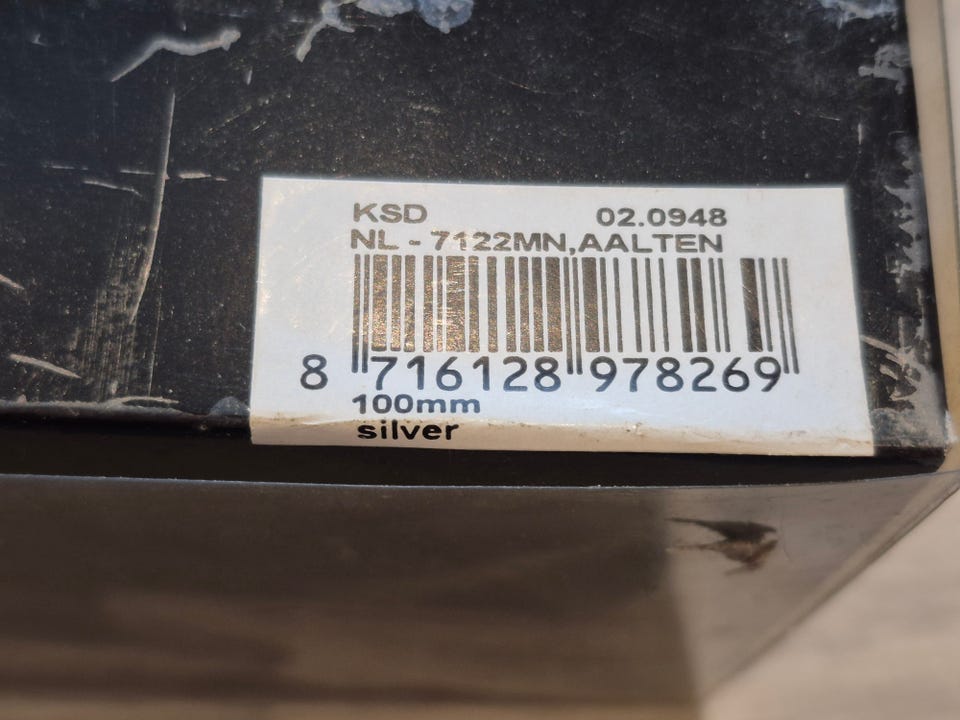 KSD 02.0948
NL - 7122MN,AALTEN
8 716128 978269
100mm
silver